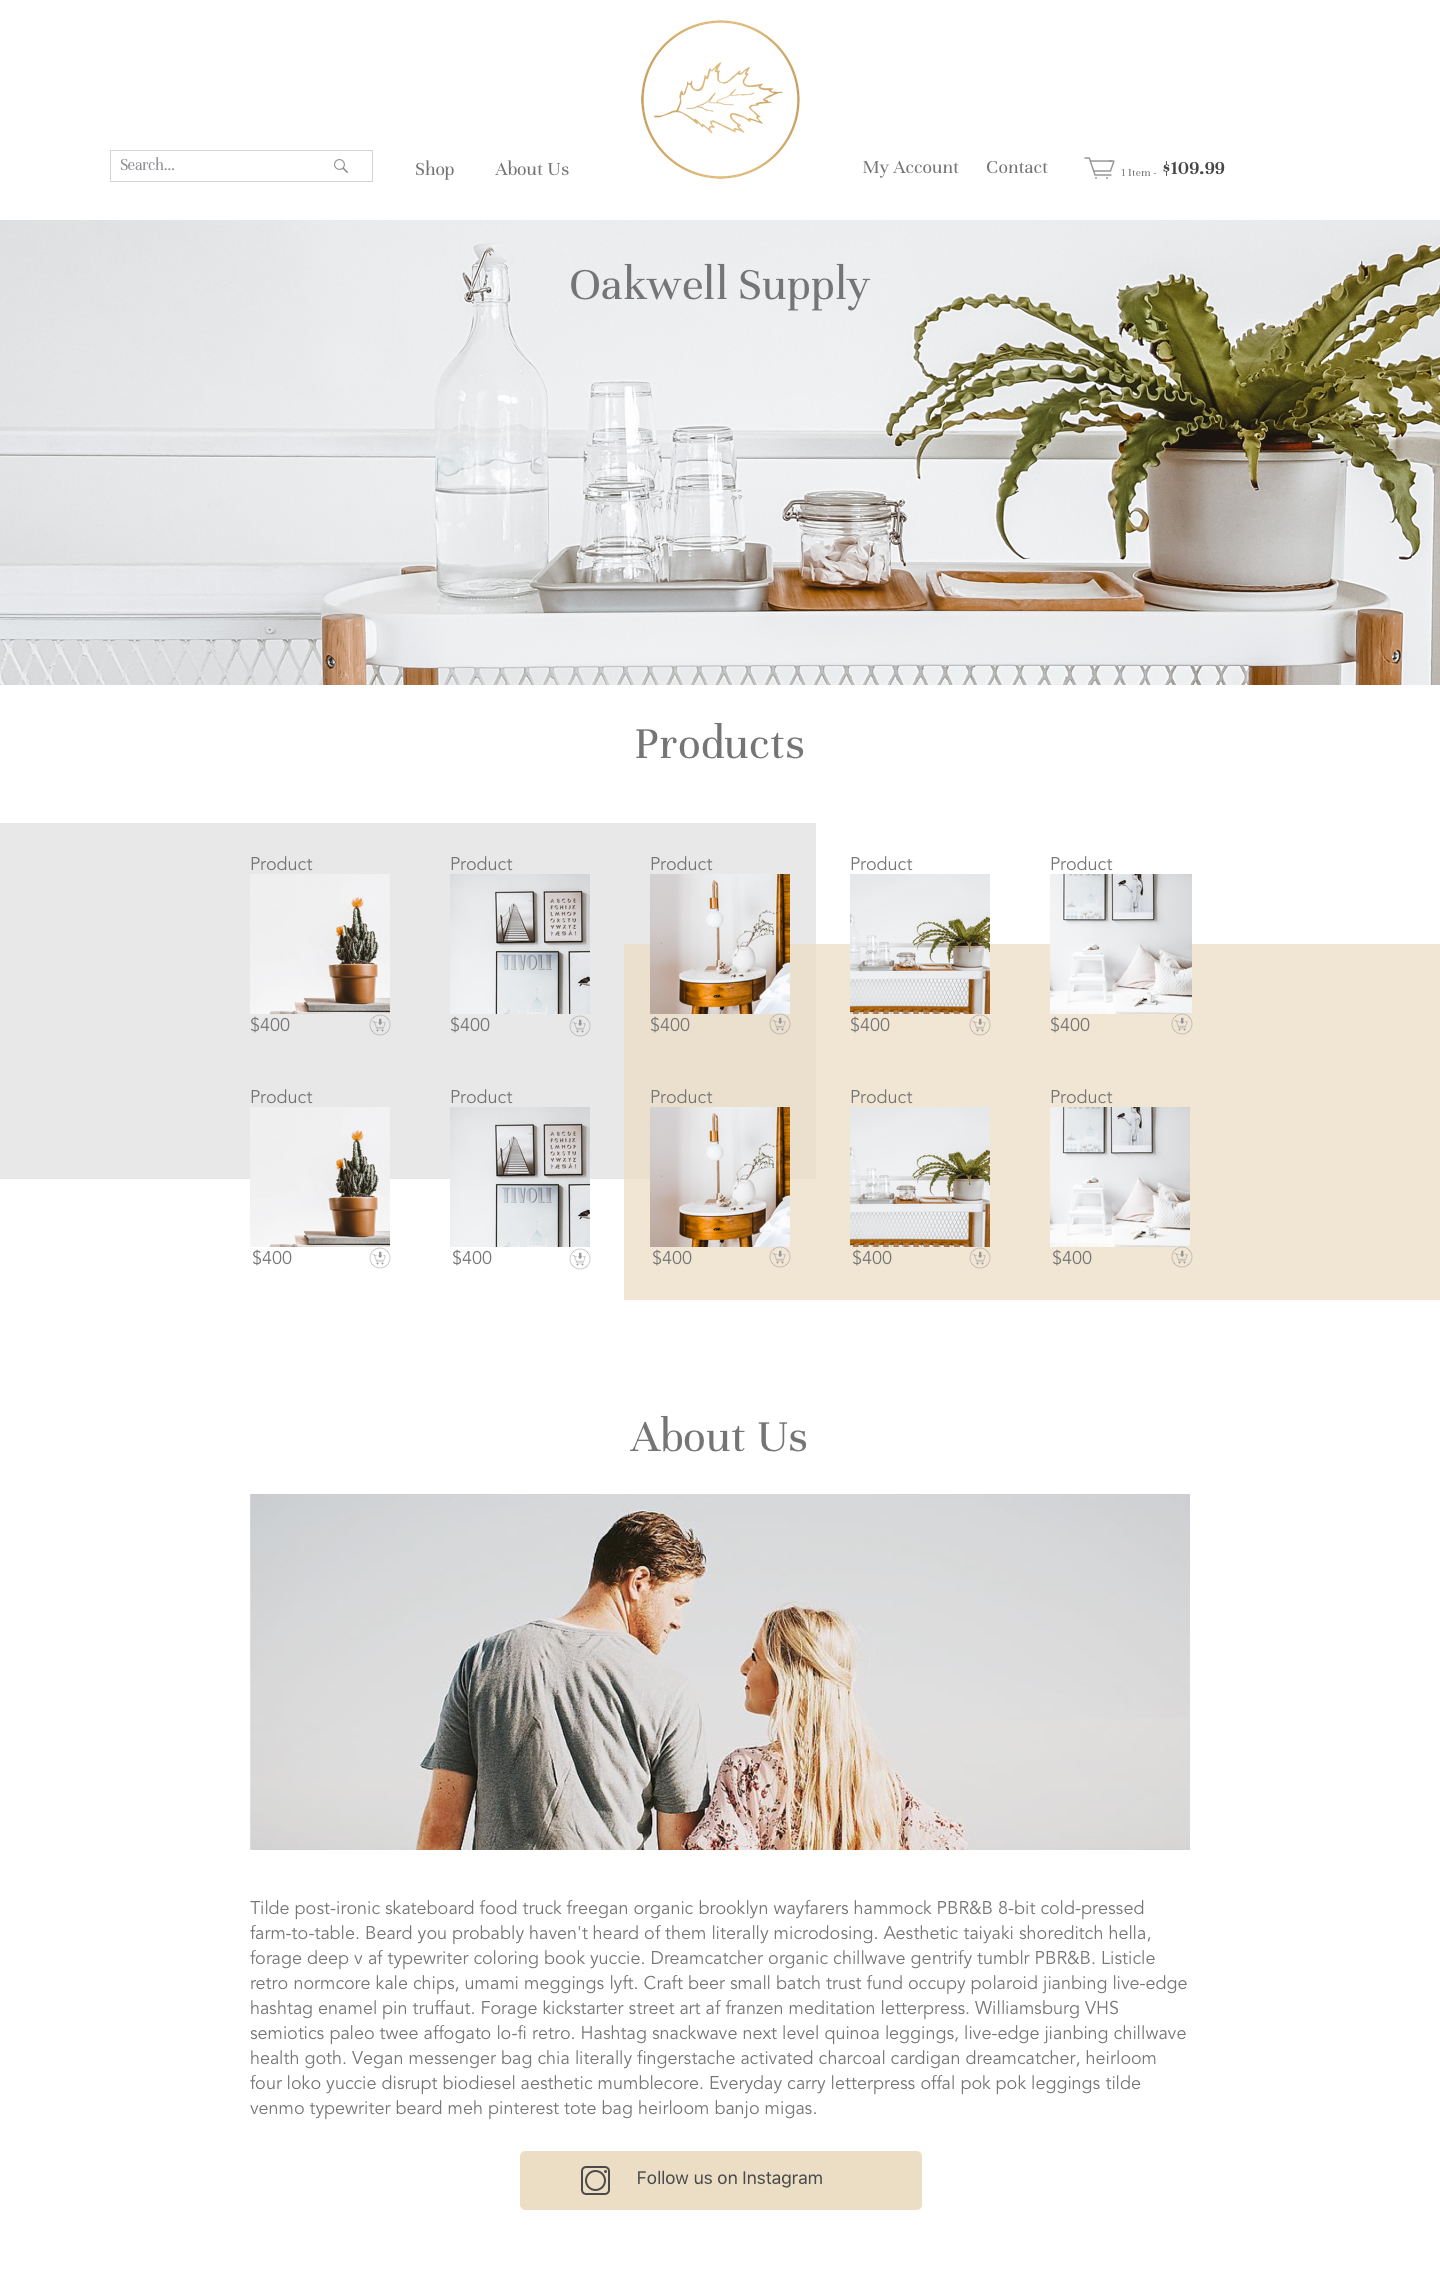 Search...
Shop
About Us
My Account
Contact
1 Item - $109.99
Oakwell Supply
Products
Product
Product
Product
Product
Product
A B C D E
F G H I J K
L M N O P
Q R S T U
V W X Y Z
TIVOLI
$400
$400
$400
$400
$400
Product
Product
Product
Product
Product
A B C D E
F G H I J K
L M N O P
Q R S T U
V W X Y Z
TIVOLI
$400
$400
$400
$400
$400
About Us
Tilde post-ironic skateboard food truck freegan organic brooklyn wayfarers hammock PBR&B 8-bit cold-pressed
farm-to-table. Beard you probably haven't heard of them literally microdosing. Aesthetic taiyaki shoreditch hella,
forage deep v af typewriter coloring book yuccie. Dreamcatcher organic chillwave gentrify tumblr PBR&B. Listicle
retro normcore kale chips, umami meggings lyft. Craft beer small batch trust fund occupy polaroid jianbing live-edge
hashtag enamel pin truffaut. Forage kickstarter street art af franzen meditation letterpress. Williamsburg VHS
semiotics paleo twee affogato lo-fi retro. Hashtag snackwave next level quinoa leggings, live-edge jianbing chillwave
health goth. Vegan messenger bag chia literally fingerstache activated charcoal cardigan dreamcatcher, heirloom
four loko yuccie disrupt biodiesel aesthetic mumblecore. Everyday carry letterpress offal pok pok leggings tilde
venmo typewriter beard meh pinterest tote bag heirloom banjo migas.
Follow us on Instagram